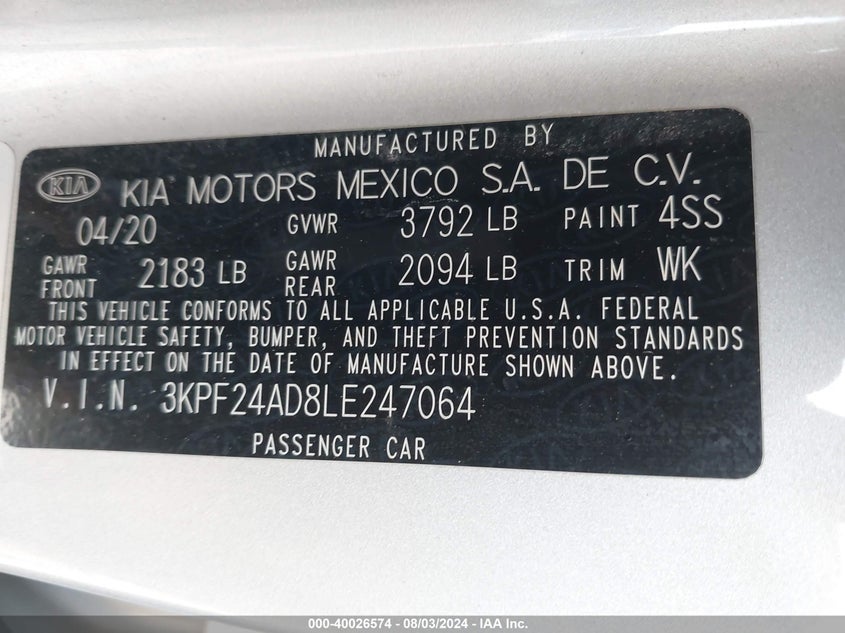 MANUFACTURED BY
KIA KIA MOTORS MEXICO S.A. DE C.V.
04/20 GVWR 3792 LB PAINT 4SS
GAWR FRONT 2183 LB GAWR REAR 2094 LB TRIM WK
THIS VEHICLE CONFORMS TO ALL APPLICABLE U.S.A. FEDERAL
MOTOR VEHICLE SAFETY, BUMPER, AND THEFT PREVENTION STANDARDS
IN EFFECT ON THE DATE OF MANUFACTURE SHOWN ABOVE.
V.I.N. 3KPF24AD8LE247064
PASSENGER CAR
000-40026574 - 08/03/2024 - IAA Inc.